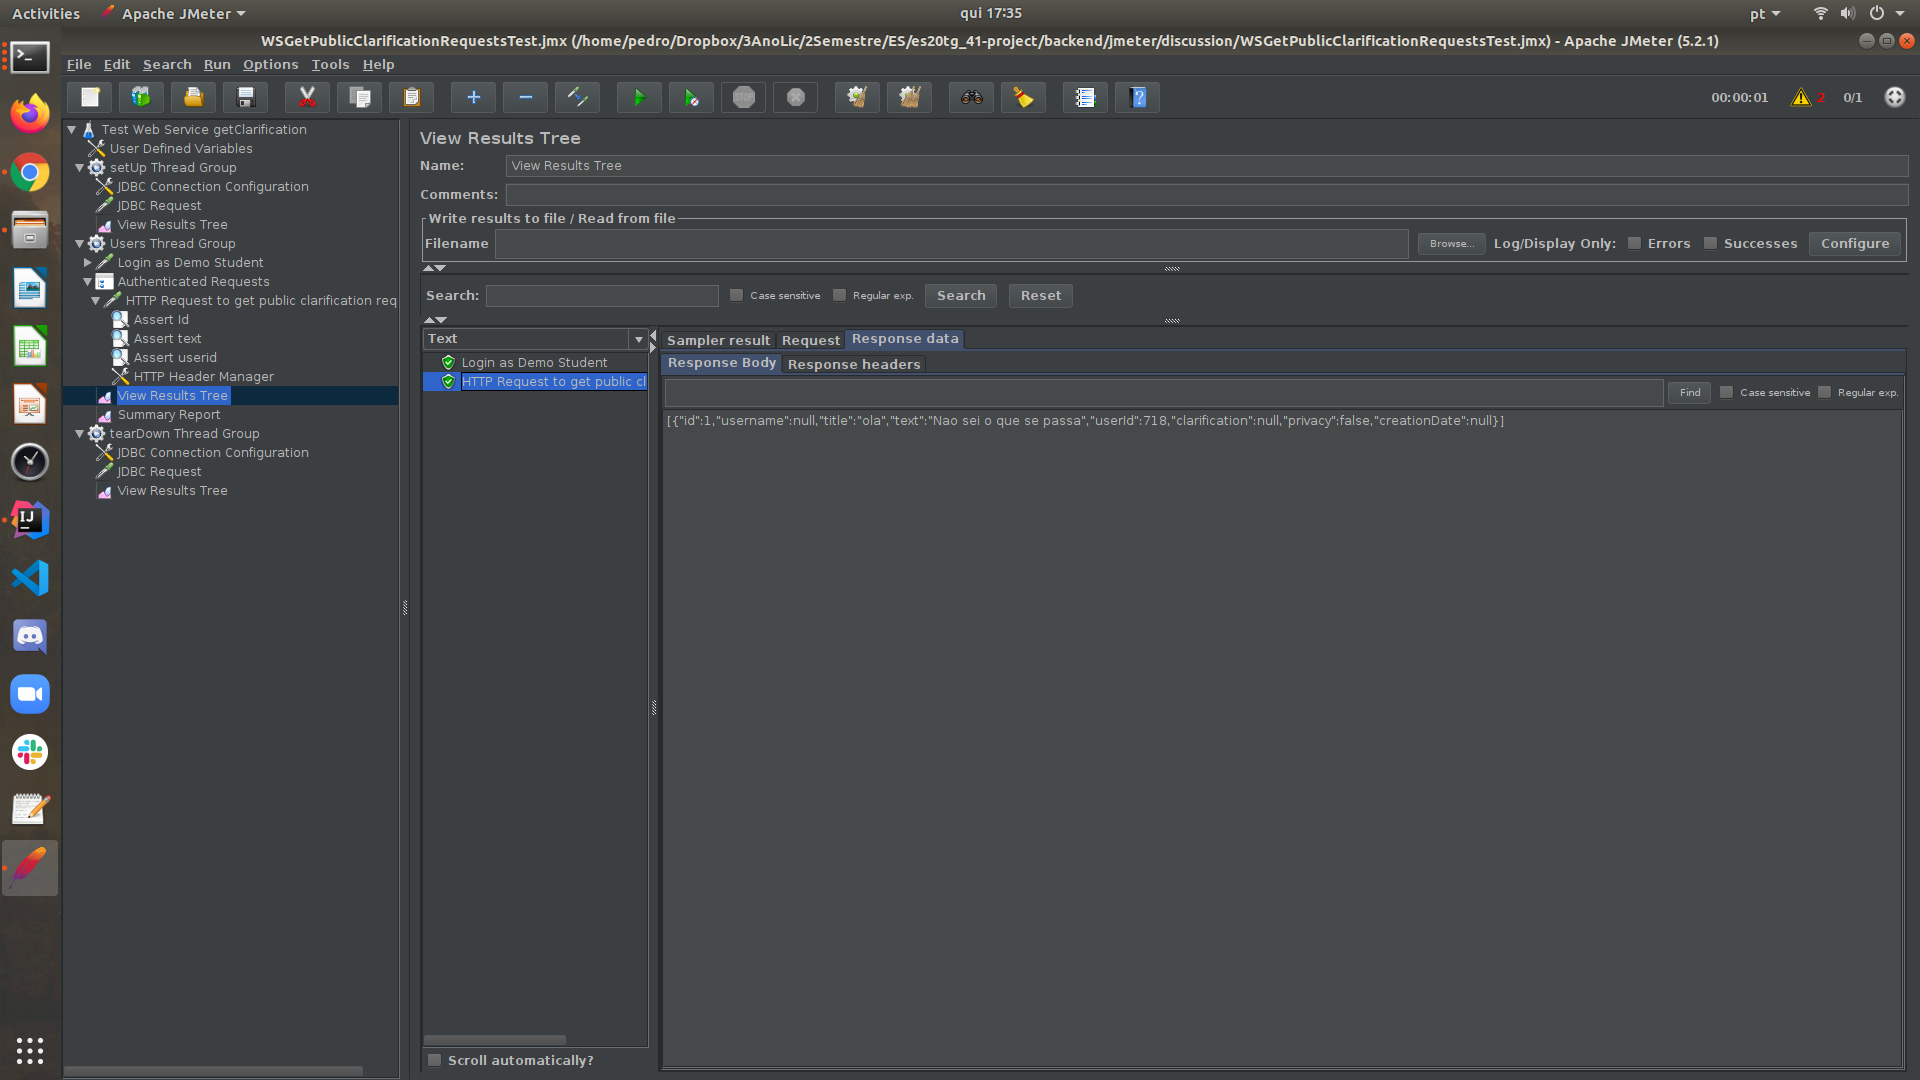 Activities
Apache JMeter
qui 17:35
pt
WSGetPublicClarificationRequestsTest.jmx (/home/pedro/Dropbox/3AnoLic/2Semestre/ES/es20tg_41-project/backend/jmeter/discussion/WSGetPublicClarificationRequestsTest.jmx) - Apache JMeter (5.2.1)
File Edit Search Run Options Tools Help
STOP
00:00:01
2
0/1
Test Web Service getClarification
User Defined Variables
setUp Thread Group
JDBC Connection Configuration
JDBC Request
View Results Tree
Users Thread Group
Login as Demo Student
Authenticated Requests
HTTP Request to get public clarification req
Assert Id
Assert text
Assert userid
HTTP Header Manager
View Results Tree
Summary Report
tearDown Thread Group
JDBC Connection Configuration
JDBC Request
View Results Tree
View Results Tree
Name: View Results Tree
Comments:
Write results to file / Read from file
Filename
Browse...
Log/Display Only:
Errors
Successes
Configure
Search:
Case sensitive
Regular exp.
Search
Reset
Text
Login as Demo Student
HTTP Request to get public cl
Scroll automatically?
Sampler result
Request
Response data
Response Body
Response headers
Find
Case sensitive
Regular exp.
[{"id":1,"username":null,"title":"ola","text":"Nao sei o que se passa","userId":718,"clarification":null,"privacy":false,"creationDate":null}]
IJ